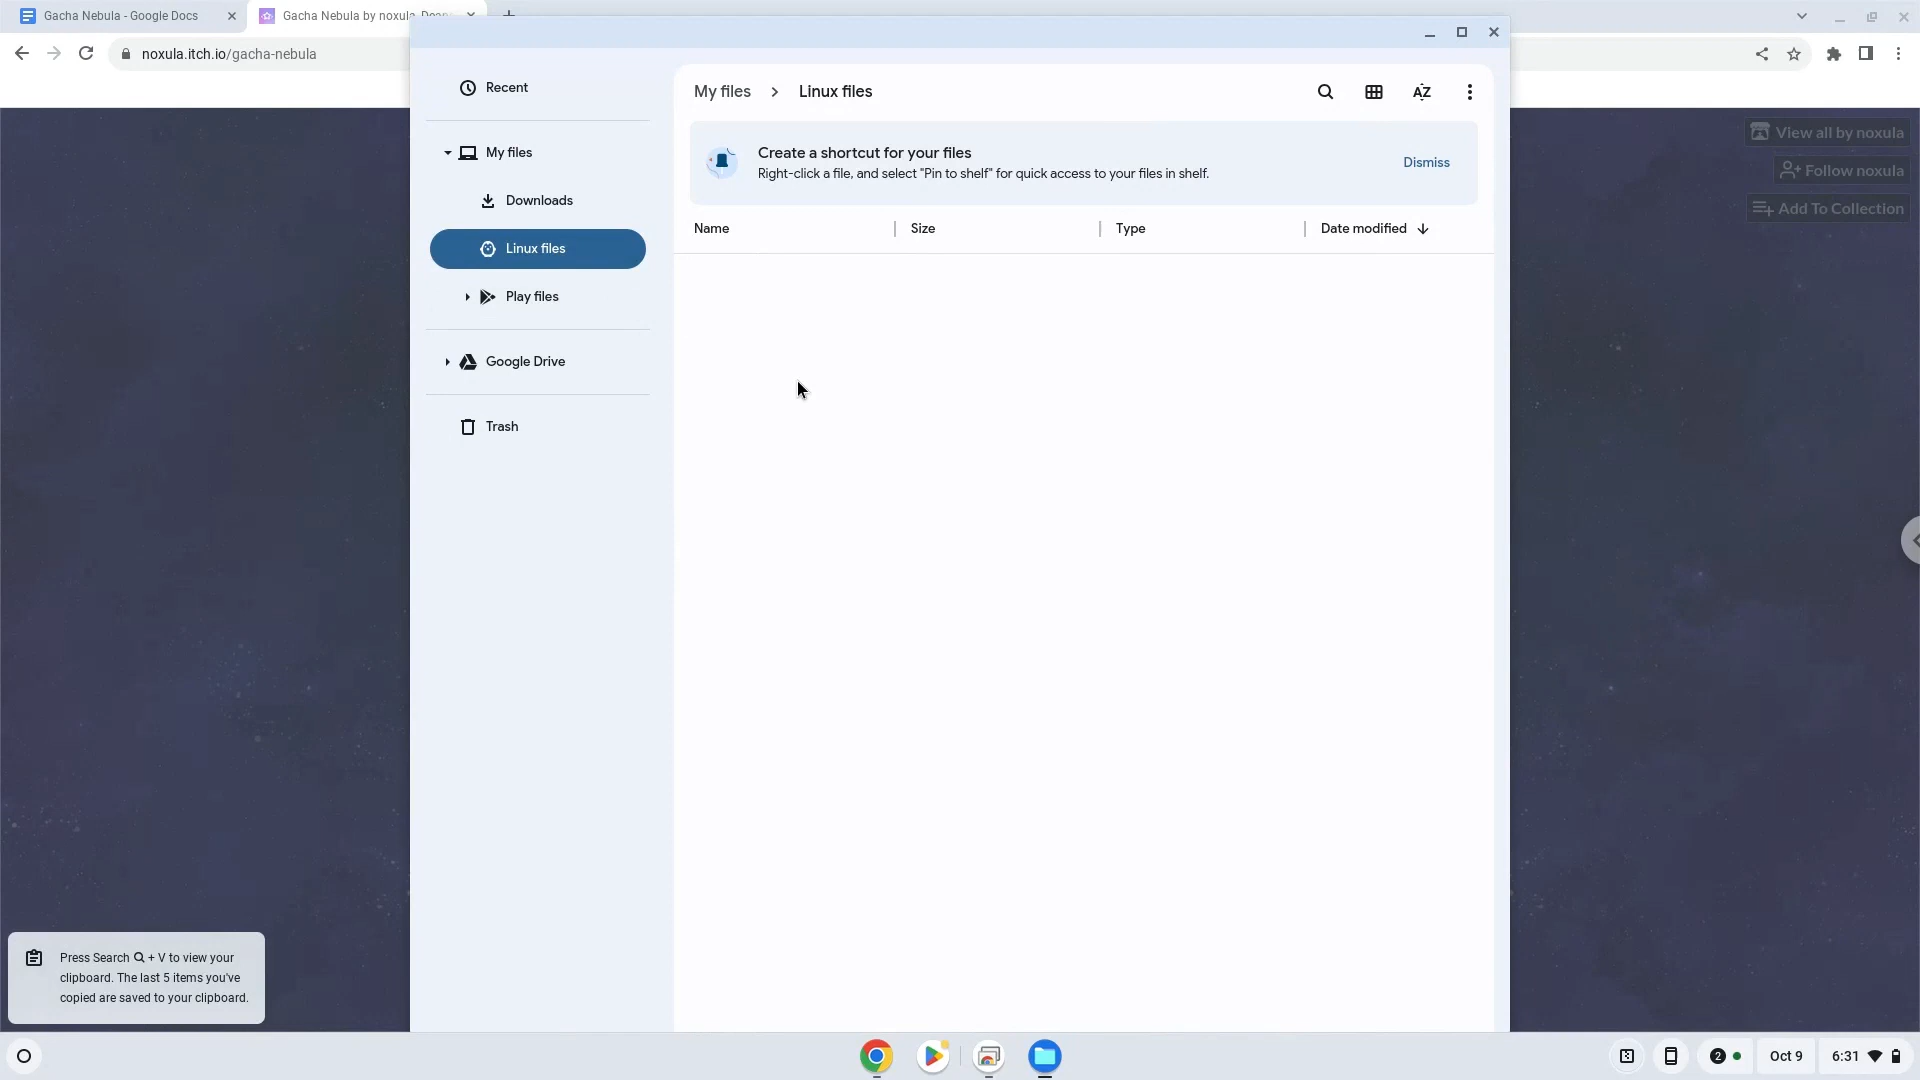 Gacha Nebula - Google Docs
Gacha Nebula by noxula
noxula.itch.io/gacha-nebula
View all by noxula
Follow noxula
Add To Collection
Recent
My files
Downloads
Linux files
Play files
Google Drive
Trash
My files > Linux files
Create a shortcut for your files
Right-click a file, and select "Pin to shelf" for quick access to your files in shelf.
Dismiss
Name
Size
Type
Date modified
Press Search + V to view your
clipboard. The last 5 items you've
copied are saved to your clipboard.
2
Oct 9
6:31